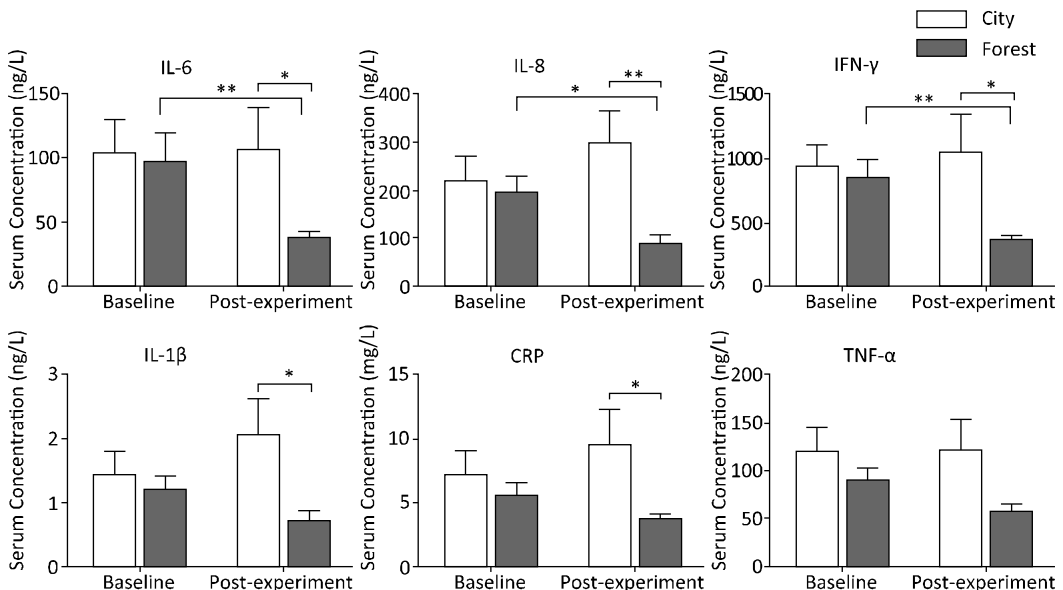 City
Forest
IL-6
Serum Concentration (ng/L)
150
100
50
0
**
*
Baseline Post-experiment
IL-8
Serum Concentration (ng/L)
400
300
200
100
0
*
**
Baseline Post-experiment
IFN-γ
Serum Concentration (ng/L)
1500
1000
500
0
**
*
Baseline Post-experiment
IL-1β
Serum Concentration (ng/L)
3
2
1
0
*
Baseline Post-experiment
CRP
Serum Concentration (mg/L)
15
10
5
0
*
Baseline Post-experiment
TNF-α
Serum Concentration (ng/L)
200
150
100
50
0
Baseline Post-experiment